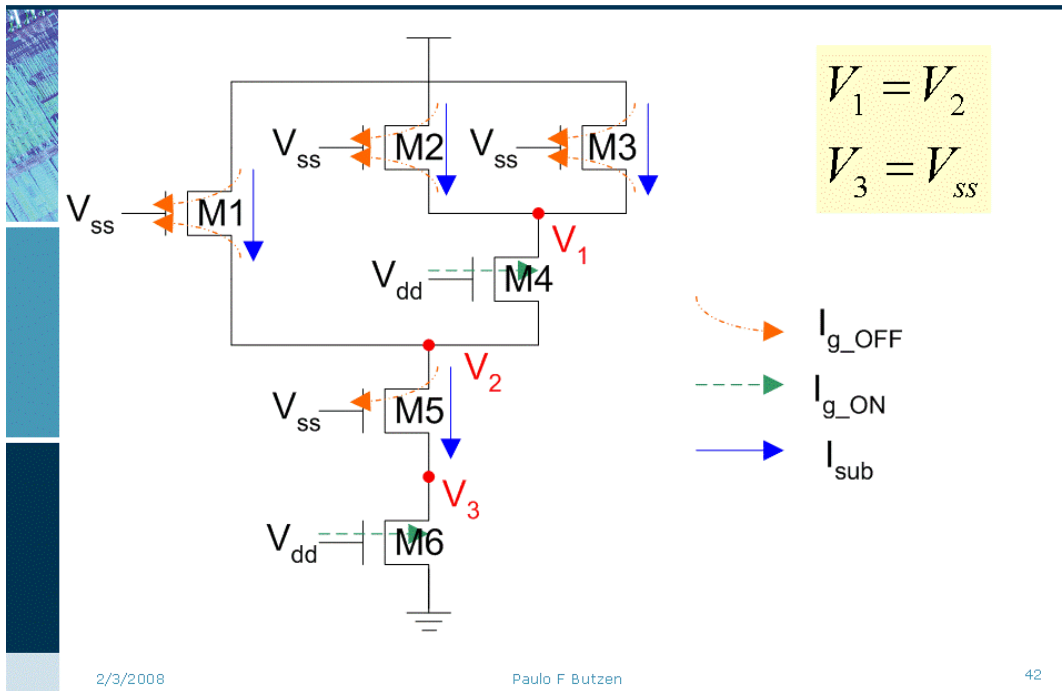 V1 = V2
V3 = Vss
Vss
M2
Vss
M3
Vss
M1
V1
Vdd
M4
Ig_OFF
V2
Ig_ON
Vss
M5
Isub
V3
Vdd
M6
2/3/2008
Paulo F Butzen
42